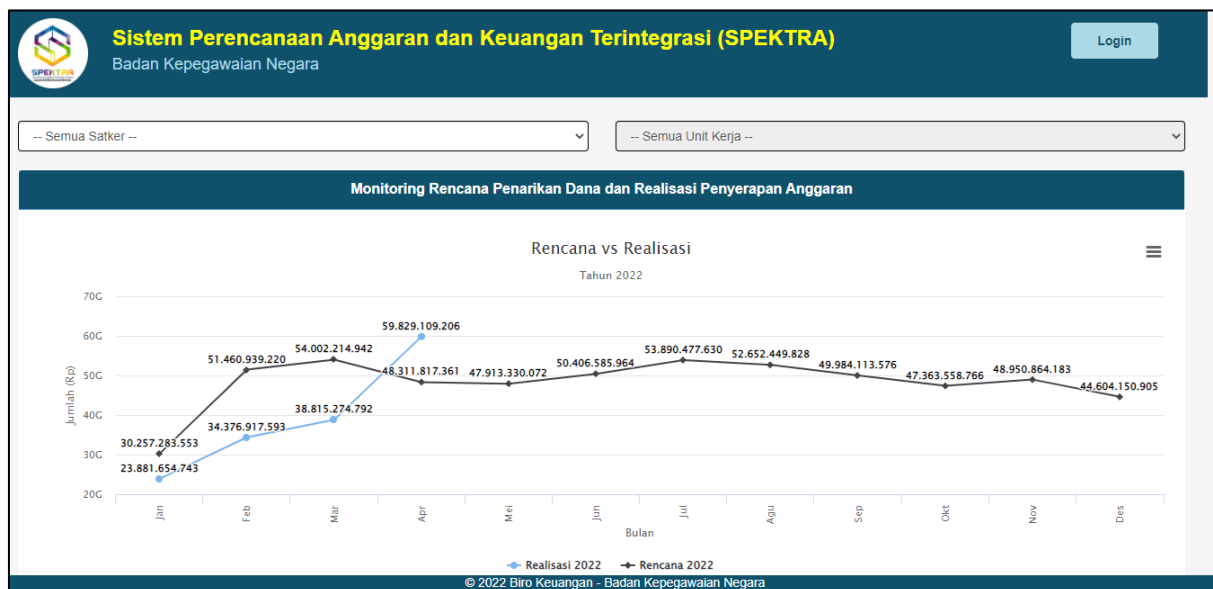 Sistem Perencanaan Anggaran dan Keuangan Terintegrasi (SPEKTRA)
Badan Kepegawaian Negara
SPEKTRA
Login
-- Semua Satker --
-- Semua Unit Kerja --
Monitoring Rencana Penarikan Dana dan Realisasi Penyerapan Anggaran
Rencana vs Realisasi
Tahun 2022
Jumlah (Rp)
70G
60G
50G
40G
30G
20G
59.829.109.206
51.460.939.220
54.002.214.942
48.311.817.361
47.913.330.072
50.406.585.964
53.890.477.630
52.652.449.828
49.984.113.576
47.363.558.766
48.950.864.183
44.604.150.905
38.815.274.792
34.376.917.593
30.257.283.553
23.881.654.743
Jan
Feb
Mar
Apr
Mei
Jun
Jul
Agu
Sep
Okt
Nov
Des
Bulan
Realisasi 2022
Rencana 2022
© 2022 Biro Keuangan - Badan Kepegawaian Negara